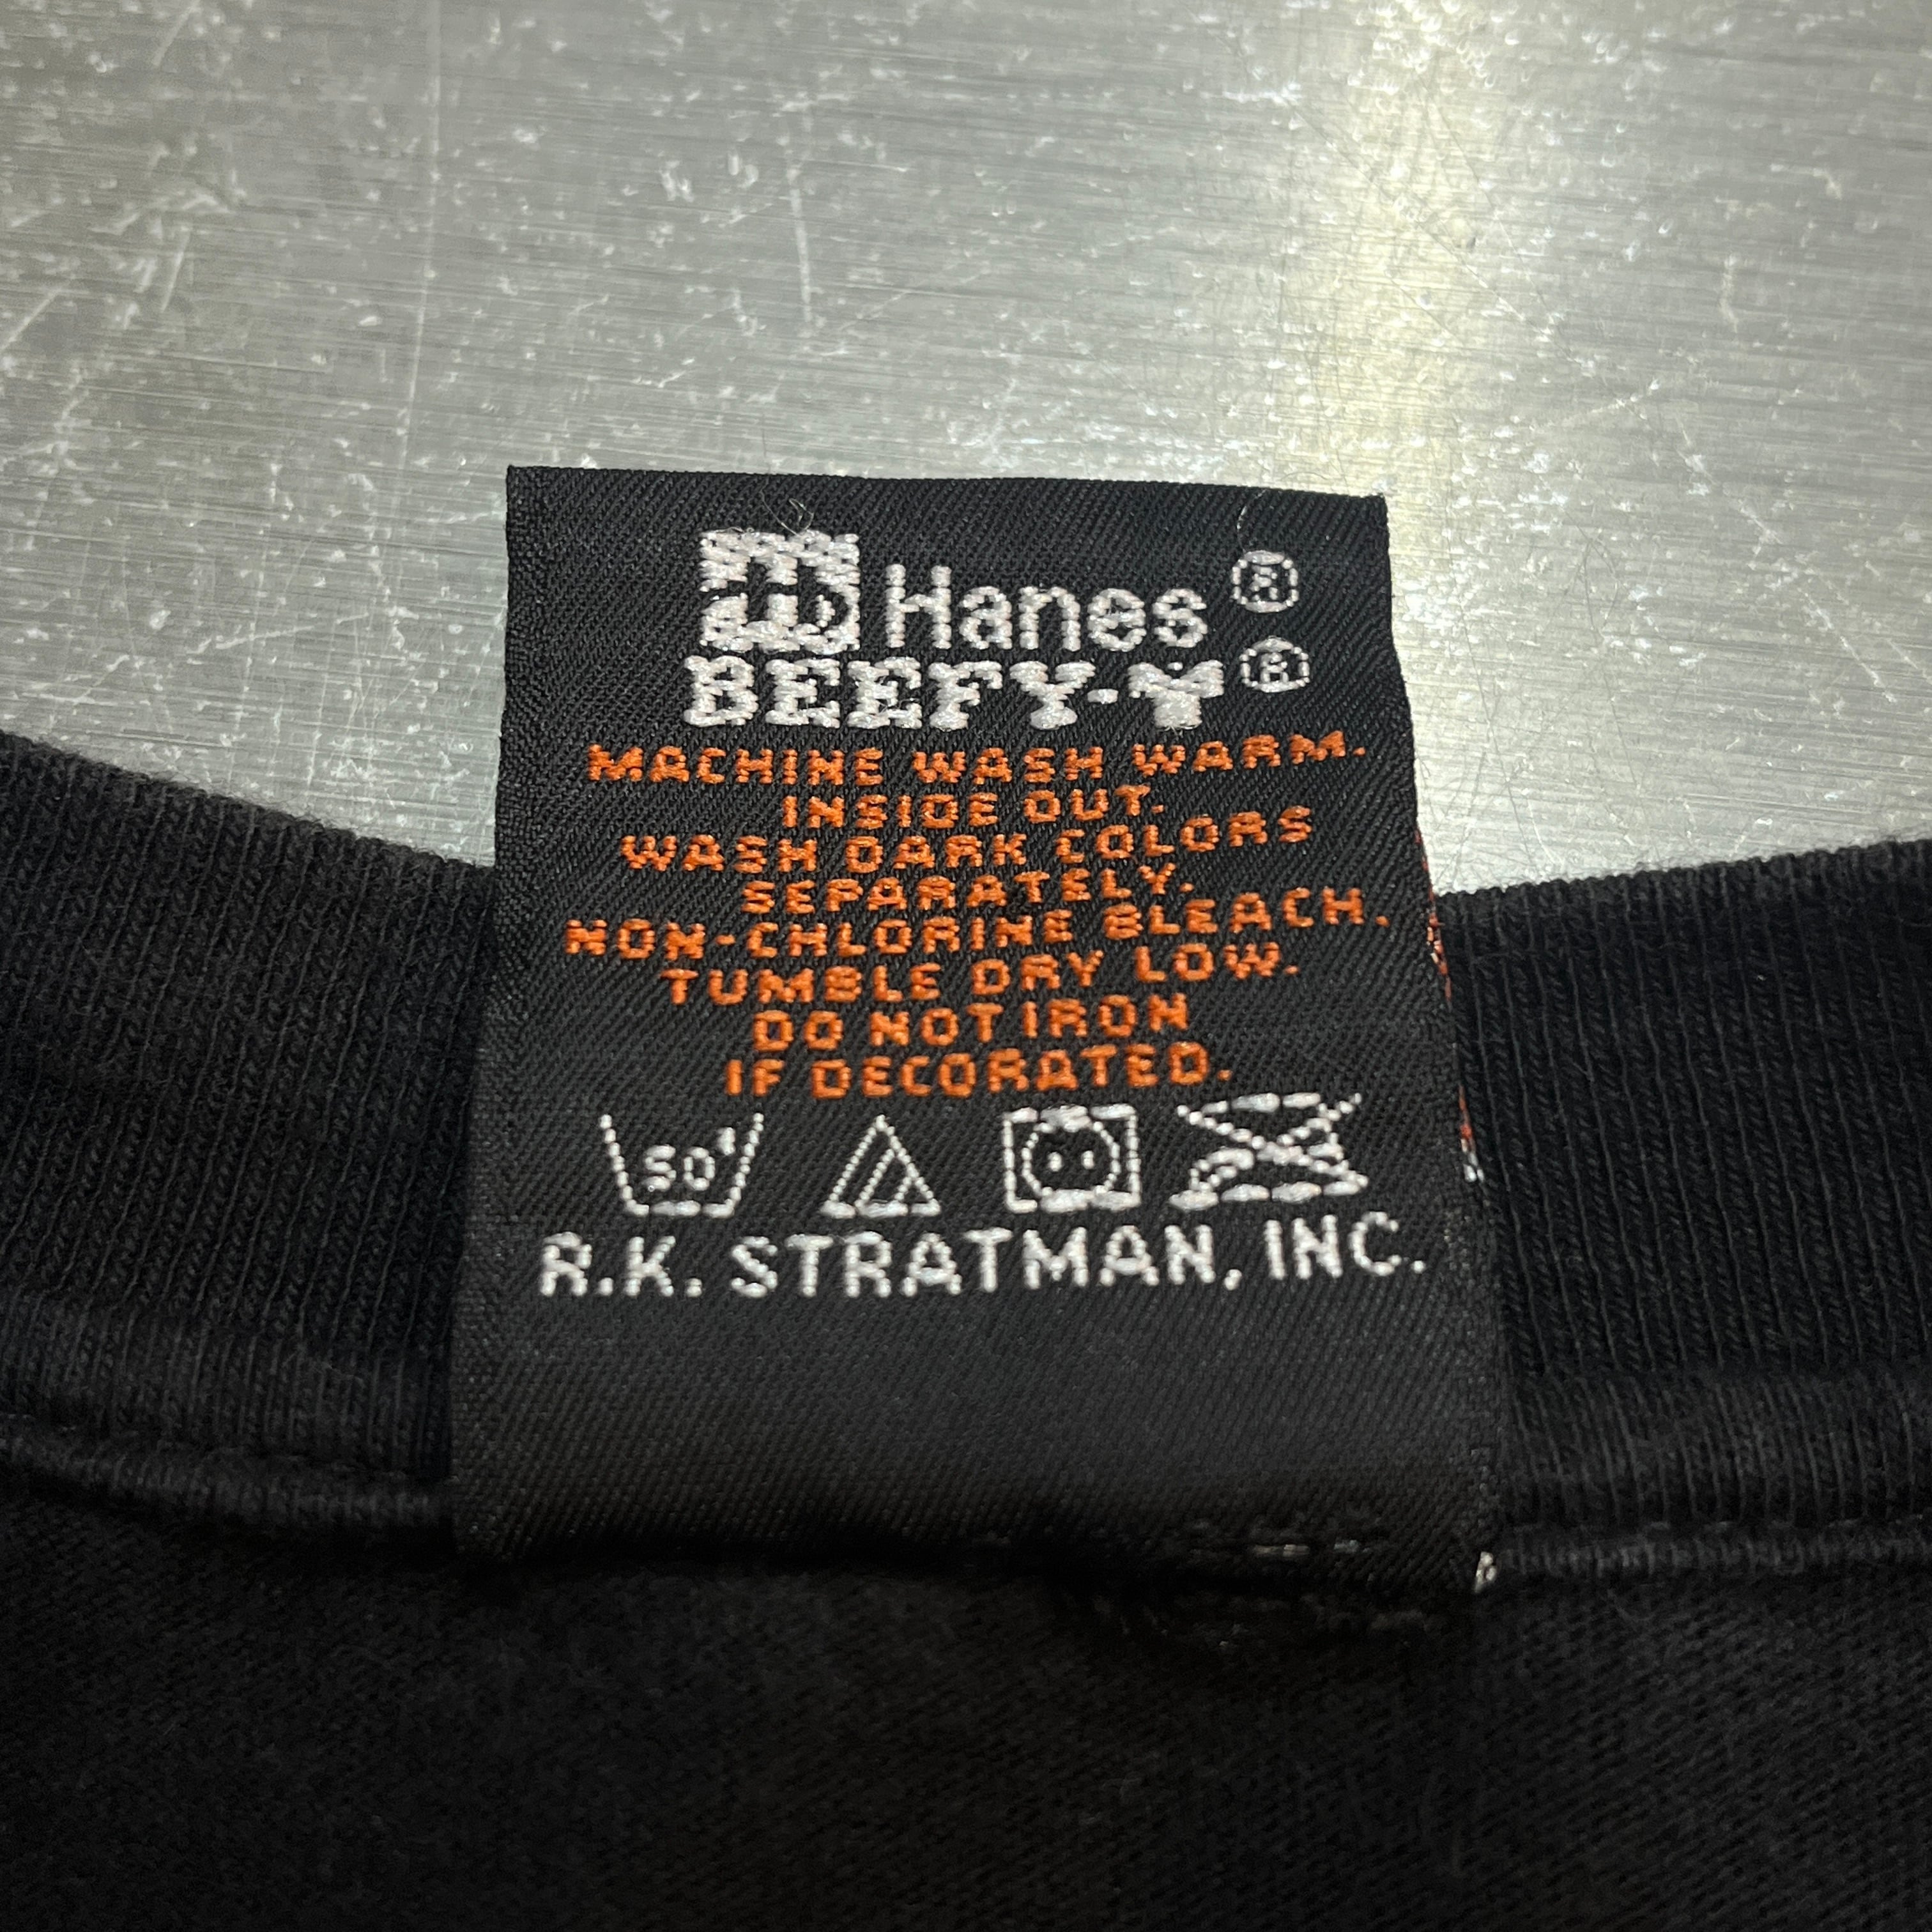 Hanes®
BEEFY-T®
MACHINE WASH WARM.
INSIDE OUT.
WASH DARK COLORS
SEPARATELY.
NON-CHLORINE BLEACH.
TUMBLE DRY LOW.
DO NOT IRON
IF DECORATED.
50°
R.K. STRATMAN, INC.